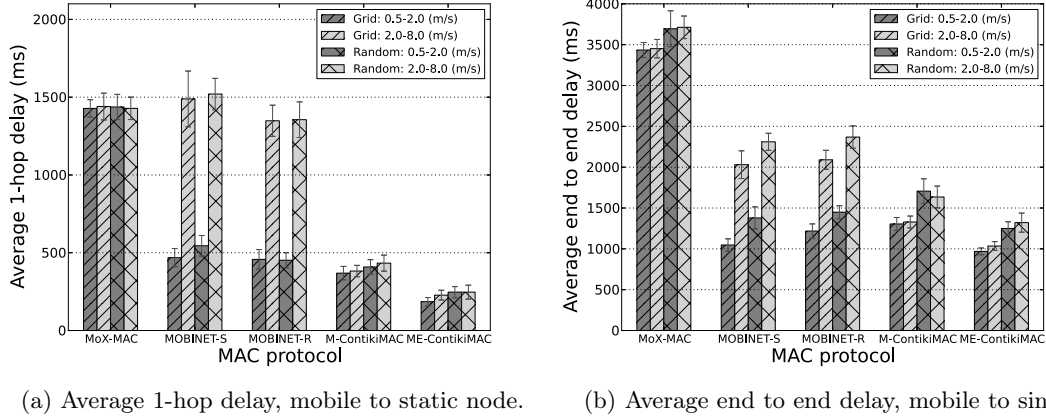 2000
1500
1000
500
0
Average 1-hop delay (ms)
Grid: 0.5-2.0 (m/s)
Grid: 2.0-8.0 (m/s)
Random: 0.5-2.0 (m/s)
Random: 2.0-8.0 (m/s)
MoX-MAC MOBINET-S MOBINET-R M-ContikiMAC ME-ContikiMAC
MAC protocol
(a) Average 1-hop delay, mobile to static node.
4000
3500
3000
2500
2000
1500
1000
500
0
Average end to end delay (ms)
Grid: 0.5-2.0 (m/s)
Grid: 2.0-8.0 (m/s)
Random: 0.5-2.0 (m/s)
Random: 2.0-8.0 (m/s)
MoX-MAC MOBINET-S MOBINET-R M-ContikiMAC ME-ContikiMAC
MAC protocol
(b) Average end to end delay, mobile to sin